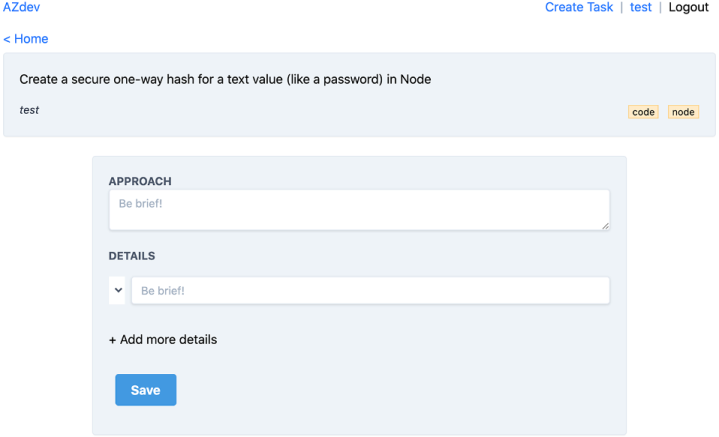 AZdev Create Task | test | Logout
< Home
Create a secure one-way hash for a text value (like a password) in Node
test code node
APPROACH
Be brief!
DETAILS
Be brief!
+ Add more details
Save